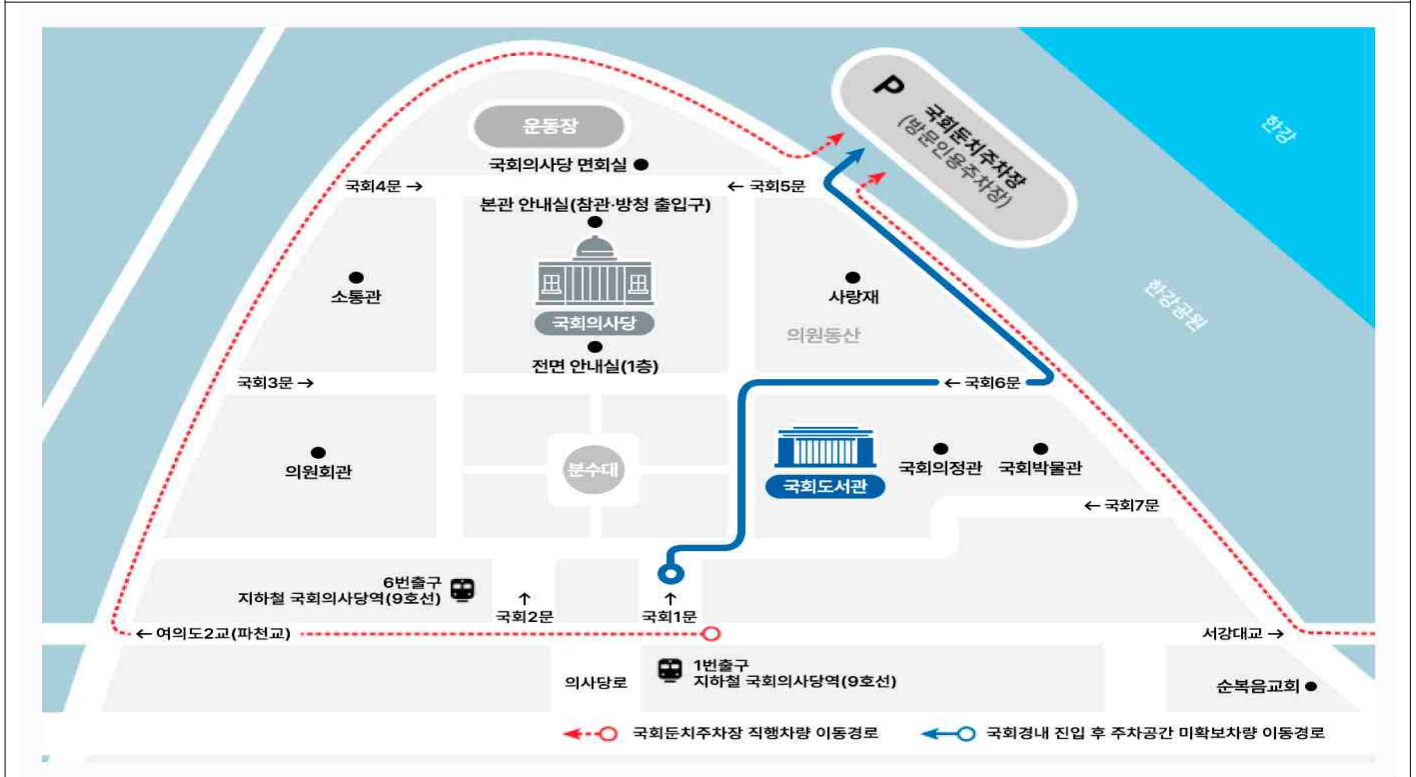 P
국회둔치주차장
(방문인용주차장)
한강
운동장
국회의사당 면회실
국회4문 →
← 국회5문
본관 안내실(참관·방청 출입구)
소통관
국회의사당
사랑재
한강공원
의원동산
전면 안내실(1층)
국회3문 →
← 국회6문
의원회관
분수대
국회도서관
국회의정관
국회박물관
← 국회7문
6번출구
지하철 국회의사당역(9호선)
↑
국회2문
↑
국회1문
← 여의도2교(파천교)
서강대교 →
의사당로
1번출구
지하철 국회의사당역(9호선)
순복음교회
국회둔치주차장 직행차량 이동경로
국회경내 진입 후 주차공간 미확보차량 이동경로